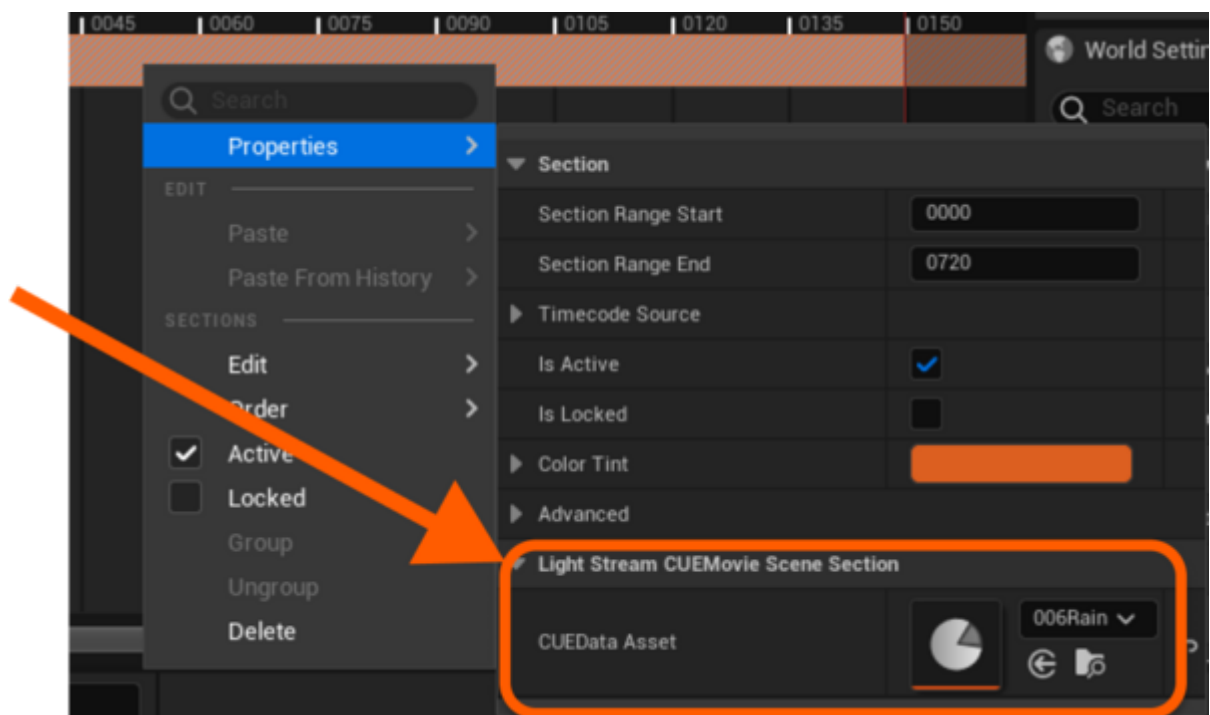 0045 0060 0075 0090 0105 0120 0135 0150
World Settin
Search
Search
Properties
EDIT
Paste
Paste From History
SECTIONS
Edit
Order
Active
Locked
Group
Ungroup
Delete
Section
Section Range Start 0000
Section Range End 0720
Timecode Source
Is Active
Is Locked
Color Tint
Advanced
Light Stream CUEMovie Scene Section
CUEData Asset 006Rain